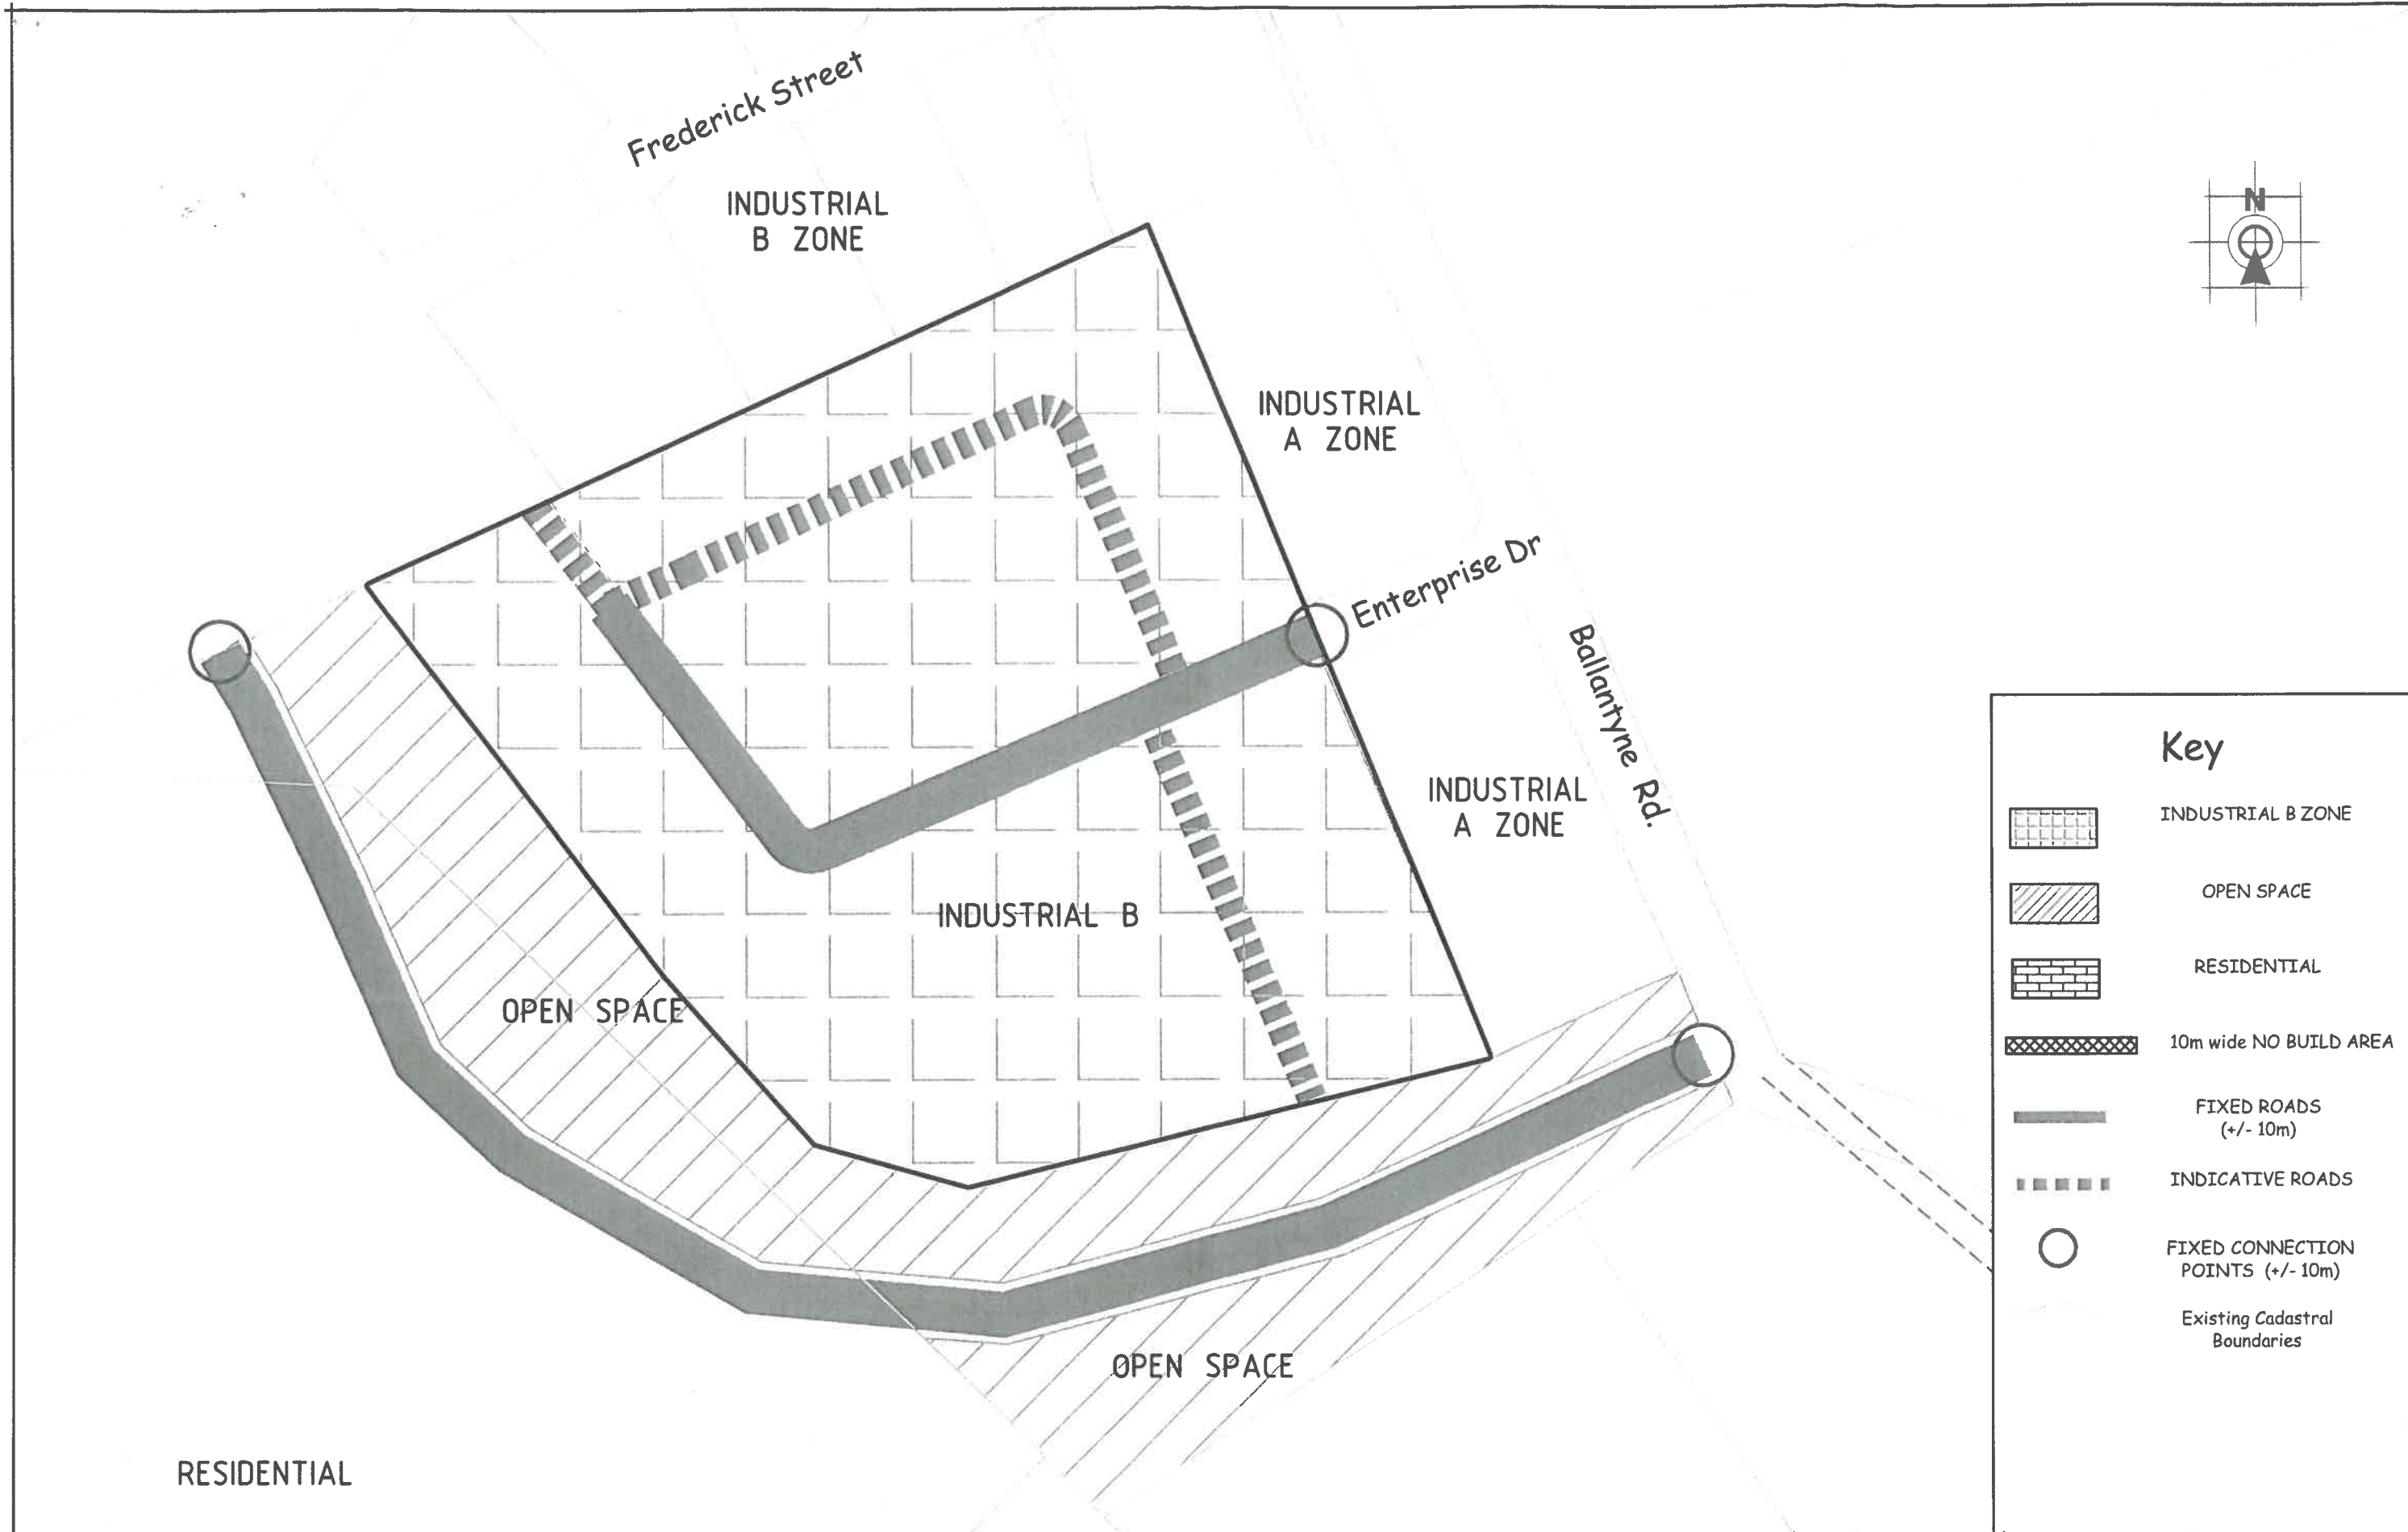 Frederick Street
INDUSTRIAL
B ZONE
N
INDUSTRIAL
A ZONE
Enterprise Dr
Ballantyne Rd.
INDUSTRIAL
A ZONE
INDUSTRIAL B
OPEN SPACE
OPEN SPACE
RESIDENTIAL
Key
INDUSTRIAL B ZONE
OPEN SPACE
RESIDENTIAL
10m wide NO BUILD AREA
FIXED ROADS
(+/- 10m)
INDICATIVE ROADS
FIXED CONNECTION
POINTS (+/- 10m)
Existing Cadastral
Boundaries